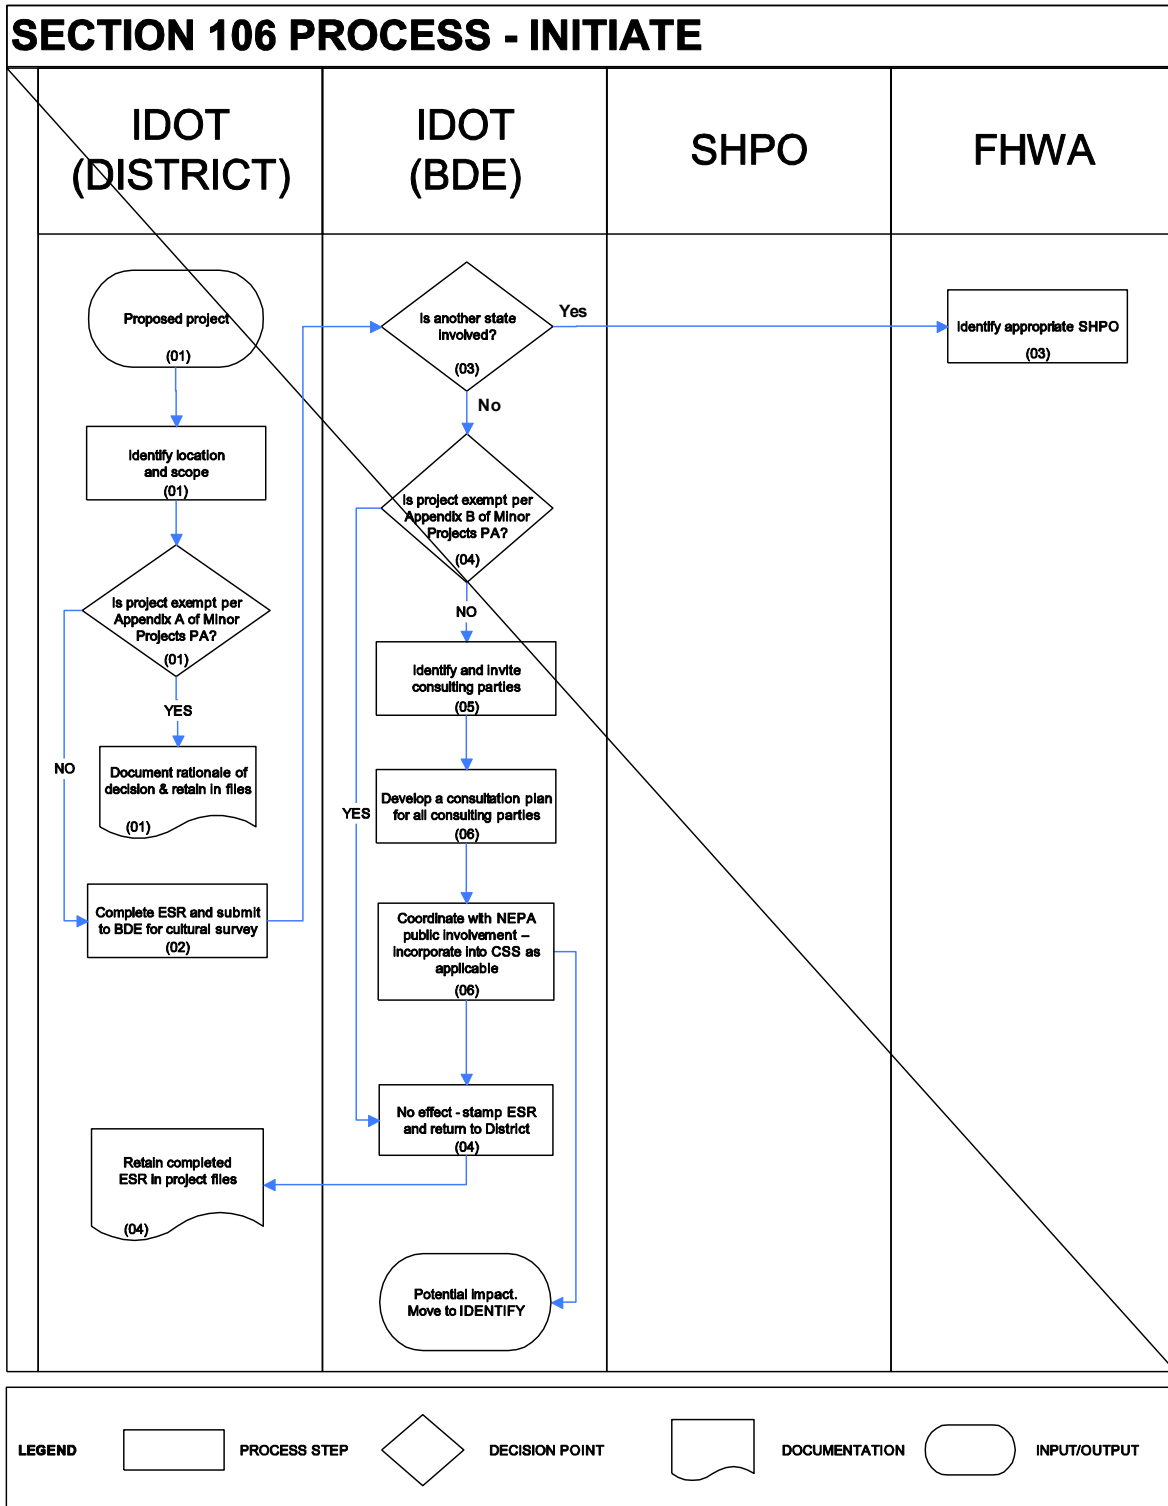 SECTION 106 PROCESS - INITIATE
IDOT
(DISTRICT)
IDOT
(BDE)
SHPO
FHWA
Proposed project
(01)
Identify location
and scope
(01)
Is project exempt per
Appendix A of Minor
Projects PA?
(01)
YES
NO
Document rationale of
decision & retain in files
(01)
Complete ESR and submit
to BDE for cultural survey
(02)
Retain completed
ESR in project files
(04)
Is another state
involved?
(03)
Yes
No
Is project exempt per
Appendix B of Minor
Projects PA?
(04)
NO
YES
Identify and invite
consulting parties
(05)
Develop a consultation plan
for all consulting parties
(06)
Coordinate with NEPA
public involvement –
incorporate into CSS as
applicable
(06)
No effect - stamp ESR
and return to District
(04)
Potential impact.
Move to IDENTIFY
Identify appropriate SHPO
(03)
LEGEND
PROCESS STEP
DECISION POINT
DOCUMENTATION
INPUT/OUTPUT